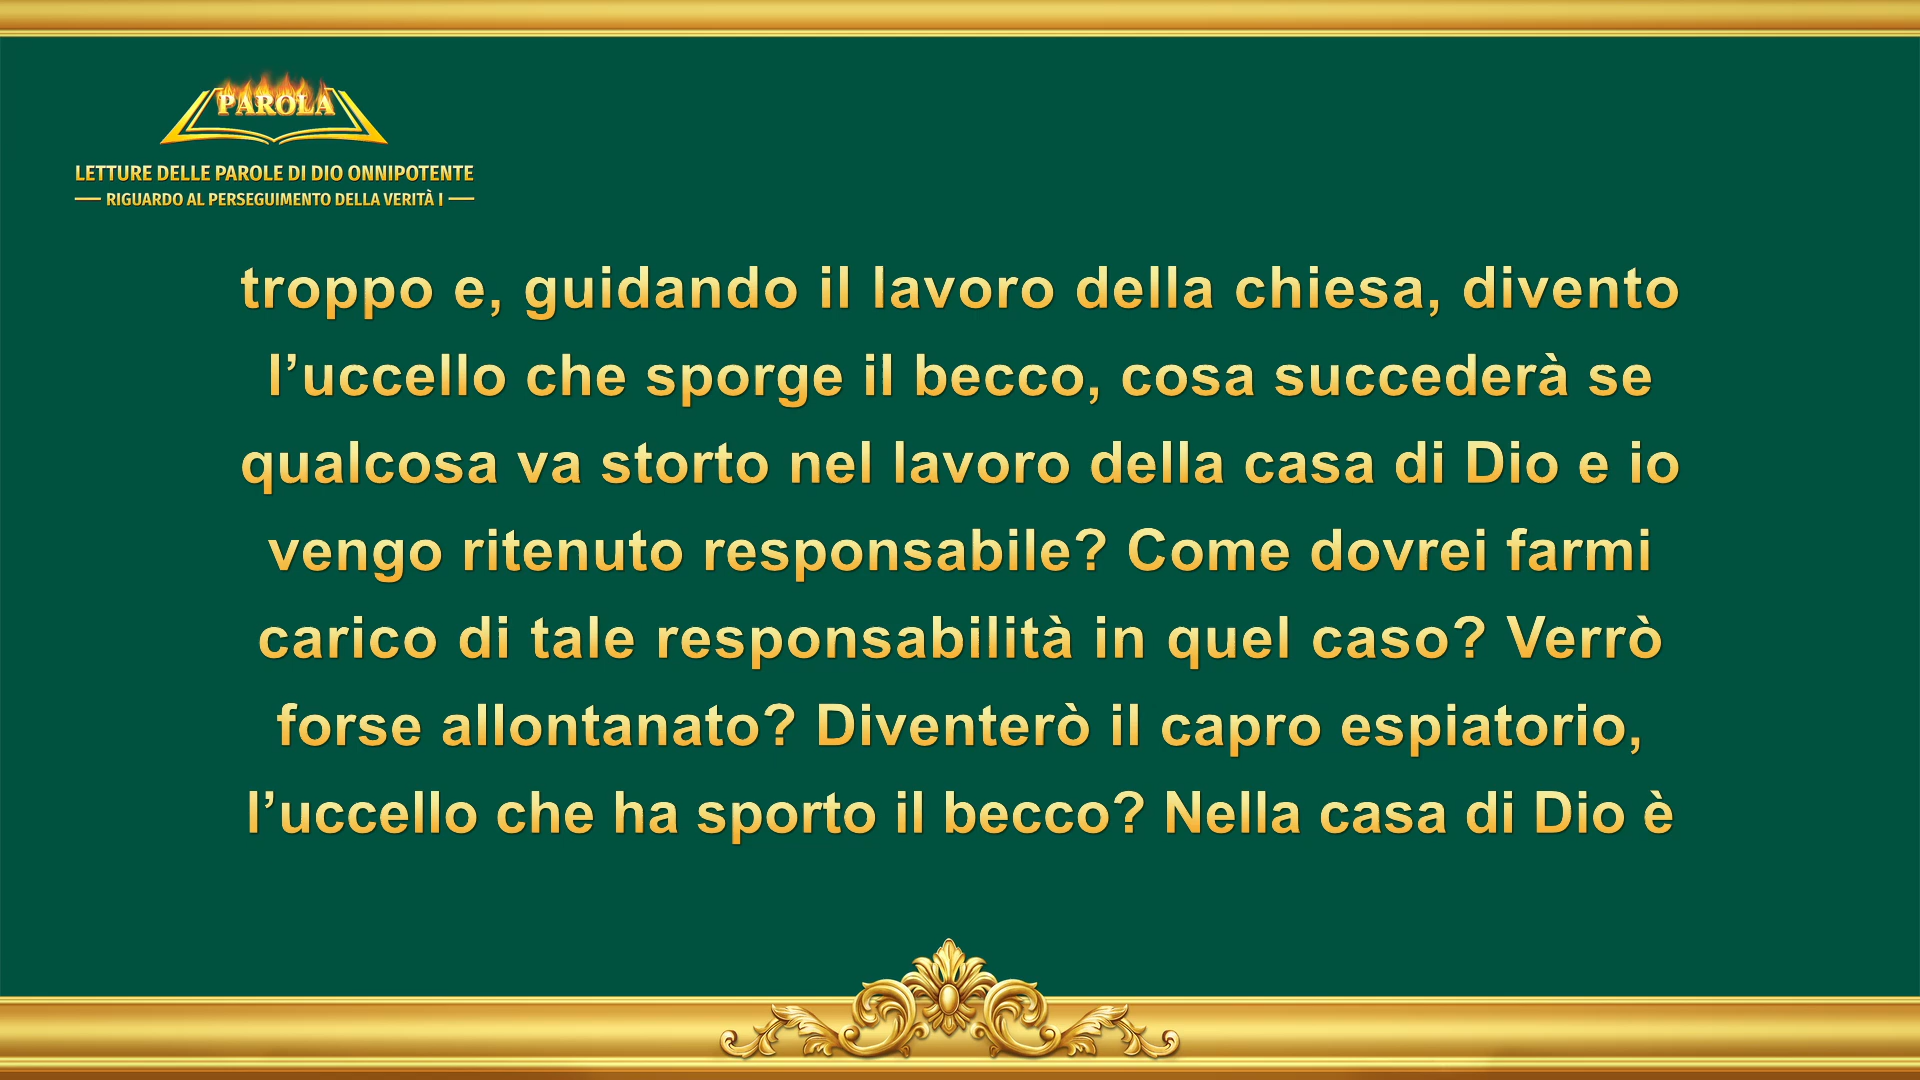 PAROLA
LETTURE DELLE PAROLE DI DIO ONNIPOTENTE
RIGUARDO AL PERSEGUIMENTO DELLA VERITÀ I
troppo e, guidando il lavoro della chiesa, divento
l’uccello che sporge il becco, cosa succederà se
qualcosa va storto nel lavoro della casa di Dio e io
vengo ritenuto responsabile? Come dovrei farmi
carico di tale responsabilità in quel caso? Verrò
forse allontanato? Diventerò il capro espiatorio,
l’uccello che ha sporto il becco? Nella casa di Dio è